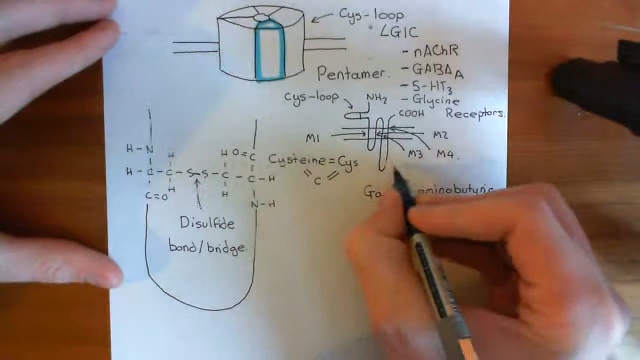 Cys-loop
LGIC
- nAChR
- GABAA
- 5-HT3
- Glycine
Receptors.
Pentamer.
Cys-loop
NH2
COOH
M1
M2
M3
M4.
Cysteine = Cys
C
H-N
H
H-C-C-S-S-C-C-H
H
H
H
O=C
C=O
N-H
Disulfide
bond/bridge
aminobutyric